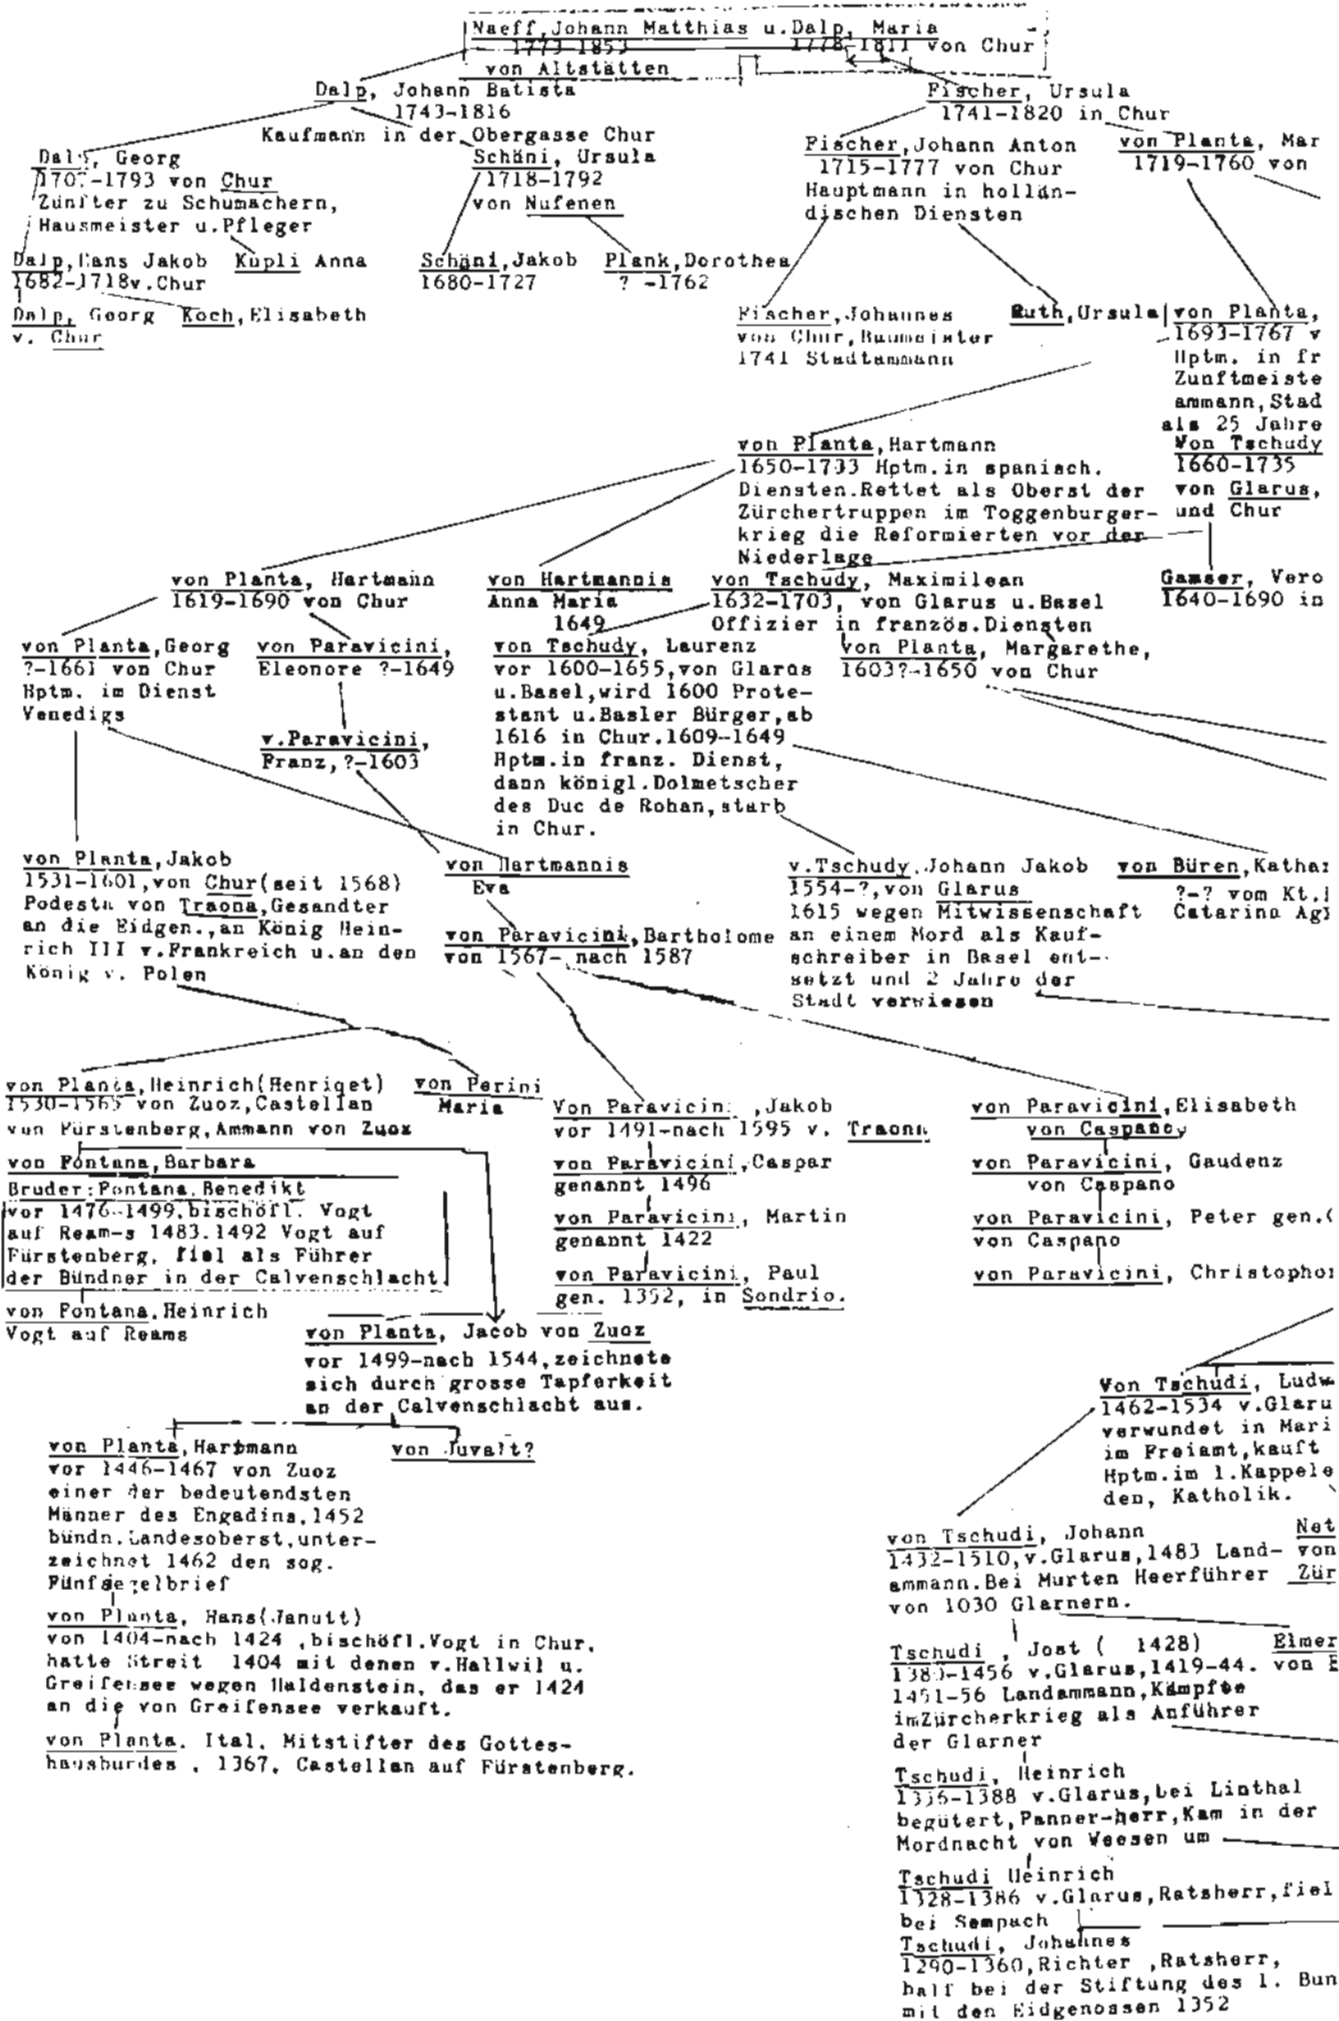 Naeff, Johann Matthias u. Dalp, Maria
1773-1853 1778-1811 von Chur
von Altstätten
Dalp, Johann Batista
1743-1816
Kaufmann in der Obergasse Chur
Fischer, Ursula
1741-1820 in Chur
Dalp, Georg
-1793 von Chur
Zünfter zu Schumachern,
Hausmeister u.Pfleger
Schäni, Ursula
1718-1792
von Nufenen
Fischer, Johann Anton
1715-1777 von Chur
Hauptmann in hollän-
dischen Diensten
von Planta, Mar
1719-1760 von
Dalp, Hans Jakob
1682-1718v.Chur
Kupli Anna
Schäni, Jakob
1680-1727
Plank, Dorothea
? -1762
Dalp, Georg
v. Chur
Koch, Elisabeth
Fischer, Johannes
von Chur, Baumeister
1741 Stadtammann
Ruth, Ursula
von Planta,
1693-1767 v
Hptm. in fr
Zunftmeiste
ammann, Stad
als 25 Jahre
von Planta, Hartmann
1650-1733 Hptm.in spanisch.
Diensten.Rettet als Oberst der
Zürchertruppen im Toggenburger-
krieg die Reformierten vor der
Niederlage
Von Tschudy
1660-1735
von Glarus,
und Chur
von Planta, Hartmann
1619-1690 von Chur
von Hartmannis
Anna Maria
1649
von Tschudy, Maximilean
1632-1703, von Glarus u.Basel
Offizier in französ.Diensten
Gamser, Vero
1640-1690 in
von Planta, Georg
?-1661 von Chur
Hptm. im Dienst
Venedigs
von Paravicini,
Eleonore ?-1649
von Tschudy, Laurenz
vor 1600-1655, von Glarus
u.Basel, wird 1600 Prote-
stant u.Basler Bürger, ab
1616 in Chur.1609-1649
Hptm.in franz. Dienst,
dann königl.Dolmetscher
des Duc de Rohan, starb
in Chur.
von Planta, Margarethe,
1603?-1650 von Chur
v.Paravicini,
Franz, ?-1603
von Planta, Jakob
1531-1601, von Chur(seit 1568)
Podesta von Traona, Gesandter
an die Eidgen., an König Hein-
rich III v.Frankreich u.an den
König v. Polen
von Hartmannis
Eva
v.Tschudy, Johann Jakob
1554-?, von Glarus
1615 wegen Mitwissenschaft
an einem Mord als Kauf-
schreiber in Basel ent-
setzt und 2 Jahre der
Stadt verwiesen
von Büren, Katha
?-? vom Kt.
Catarina Ag
von Paravicini, Bartholome
von 1567- nach 1587
von Planta, Heinrich(Henriget)
1530-1565 von Zuoz, Castellan
von Fürstenberg, Ammann von Zuoz
von Perini
Maria
Von Paravicini, Jakob
vor 1491-nach 1595 v. Traona
von Paravicini, Elisabeth
von Caspano
von Fontana, Barbara
Bruder: Fontana, Benedikt
vor 1476-1499, bischöfl. Vogt
auf Ream-s 1483.1492 Vogt auf
Fürstenberg, fiel als Führer
der Bündner in der Calvenschlacht.
von Paravicini, Caspar
genannt 1496
von Paravicini, Gaudenz
von Caspano
von Paravicini, Martin
genannt 1422
von Paravicini, Peter gen.
von Caspano
von Paravicini, Paul
gen. 1352, in Sondrio.
von Paravicini, Christopho
von Fontana, Heinrich
Vogt auf Reams
von Planta, Jacob von Zuoz
vor 1499-nach 1544, zeichnete
sich durch grosse Tapferkeit
an der Calvenschlacht aus.
Von Tschudi, Ludw
1462-1534 v.Glaru
verwundet in Mari
im Freiamt, kauft
Hptm.im 1.Kappele
den, Katholik.
von Planta, Hartmann
vor 1446-1467 von Zuoz
einer der bedeutendsten
Männer des Engadins, 1452
bündn.Landesoberst, unter-
zeichnet 1462 den sog.
Fünfsiegelbrief
von Juvalt?
von Tschudi, Johann
1432-1510, v.Glarus, 1483 Land-
ammann.Bei Murten Heerführer
von 1030 Glarnern.
Net
von
Zür
von Planta, Hans(Janutt)
von 1404-nach 1424 , bischöfl.Vogt in Chur,
hatte Streit 1404 mit denen v.Hallwil u.
Greifensee wegen Haldenstein, das er 1424
an die von Greifensee verkauft.
Tschudi , Jost ( 1428)
-1456 v.Glarus, 1419-44.
1451-56 Landammann, Kämpfte
imZürcherkrieg als Anführer
der Glarner
Elmer
von E
von Planta. Ital. Mitstifter des Gottes-
hausbundes , 1367, Castellan auf Fürstenberg.
Tschudi, Heinrich
-1388 v.Glarus, bei Linthal
begütert, Panner-herr, Kam in der
Mordnacht von Weesen um
Tschudi Heinrich
1328-1386 v.Glarus, Ratsherr, fiel
bei Sempach
Tschudi, Johannes
1290-1360, Richter , Ratsherr,
half bei der Stiftung des 1. Bun
mit den Eidgenossen 1352